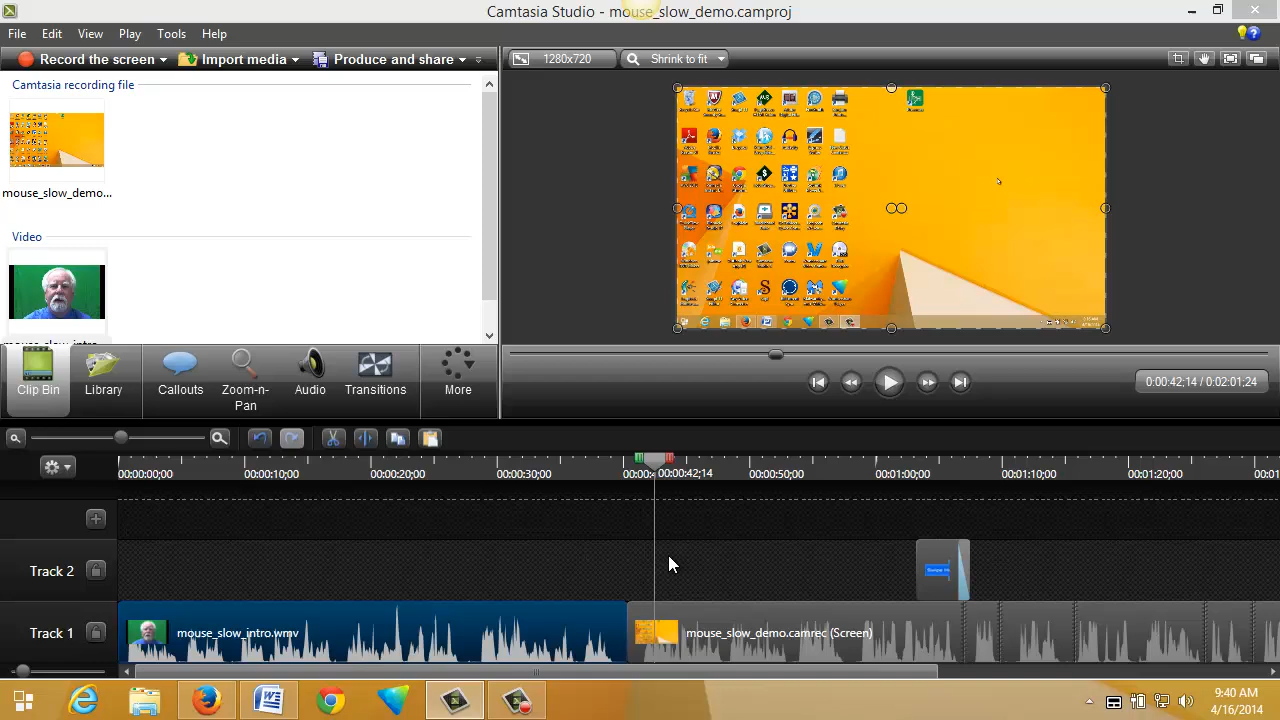 Camtasia Studio - mouse_slow_demo.camproj
File Edit View Play Tools Help
Record the screen Import media Produce and share 1280x720 Shrink to fit
Camtasia recording file
mouse_slow_demo...
Video
Clip Bin Library Callouts Zoom-n-Pan Audio Transitions More
0:00:42;14 / 0:02:01;24
00:00:00;00 00:00:10;00 00:00:20;00 00:00:30;00 00:00:42;14 00:00:50;00 00:01:00;00 00:01:10;00 00:01:20;00
Track 2
Track 1 mouse_slow_intro.wmv mouse_slow_demo.camrec (Screen)
9:40 AM
4/16/2014